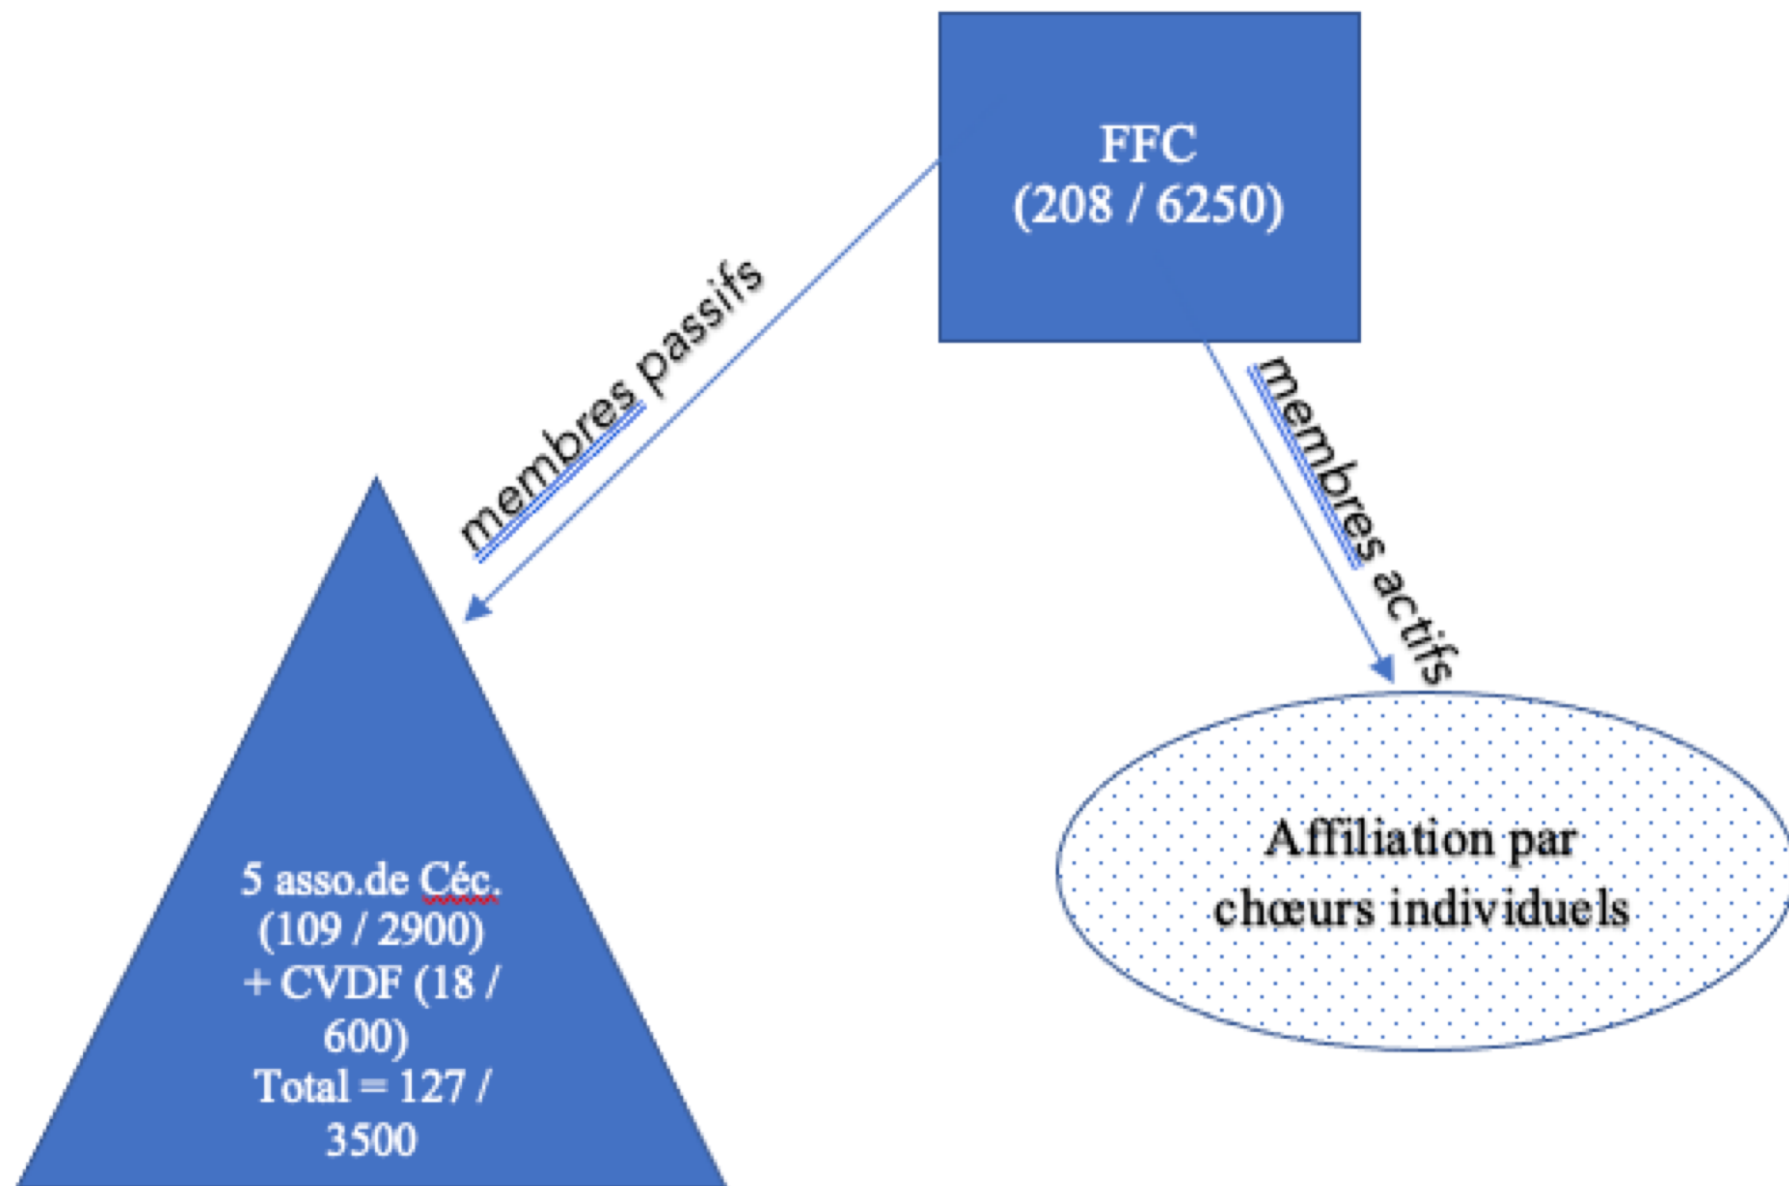 FFC
(208 / 6250)
membres passifs
membres actifs
Affiliation par
chœurs individuels
5 asso.de Céc.
(109 / 2900)
+ CVDF (18 /
600)
Total = 127 /
3500